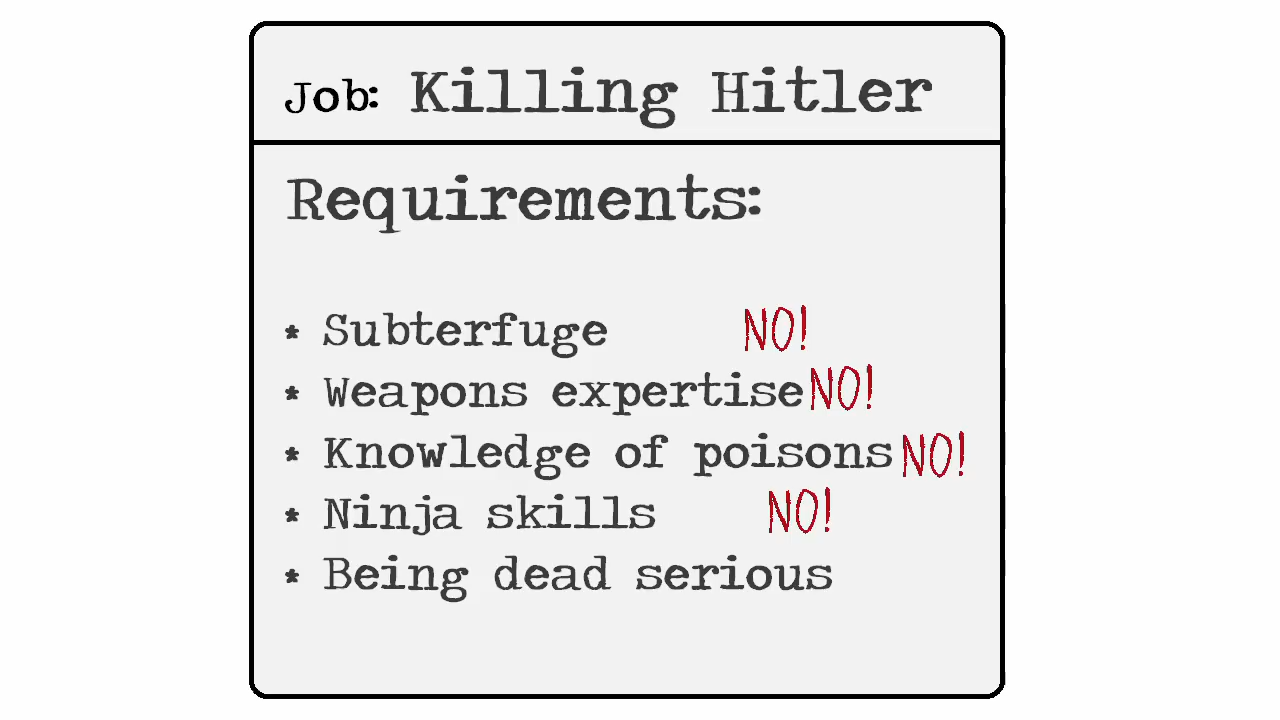 Job: Killing Hitler
Requirements:
* Subterfuge NO!
* Weapons expertise NO!
* Knowledge of poisons NO!
* Ninja skills NO!
* Being dead serious